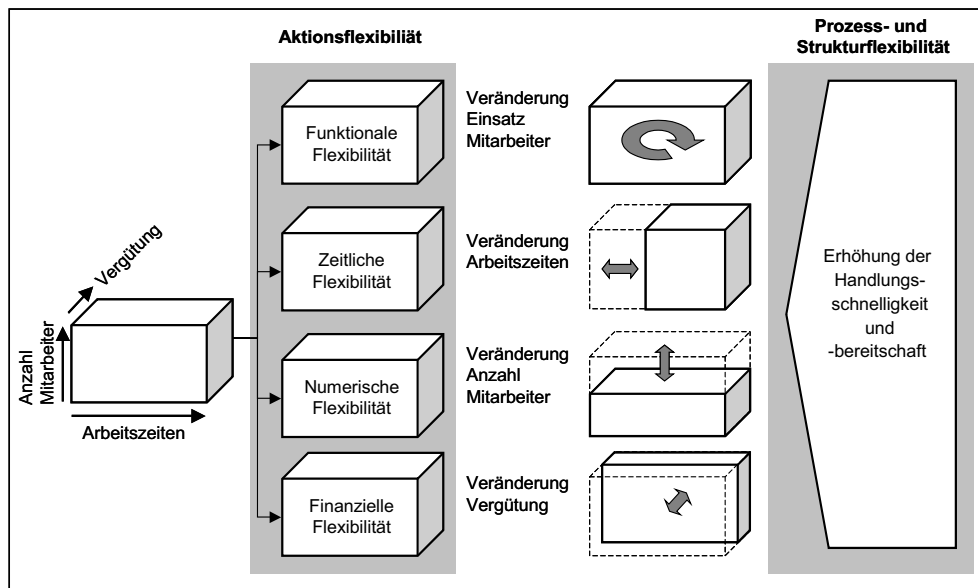 Aktionsflexibiliät
Prozess- und
Strukturflexibilität
Vergütung
Anzahl
Mitarbeiter
Arbeitszeiten
Funktionale
Flexibilität
Veränderung
Einsatz
Mitarbeiter
Zeitliche
Flexibilität
Veränderung
Arbeitszeiten
Numerische
Flexibilität
Veränderung
Anzahl
Mitarbeiter
Finanzielle
Flexibilität
Veränderung
Vergütung
Erhöhung der
Handlungs-
schnelligkeit
und
-bereitschaft